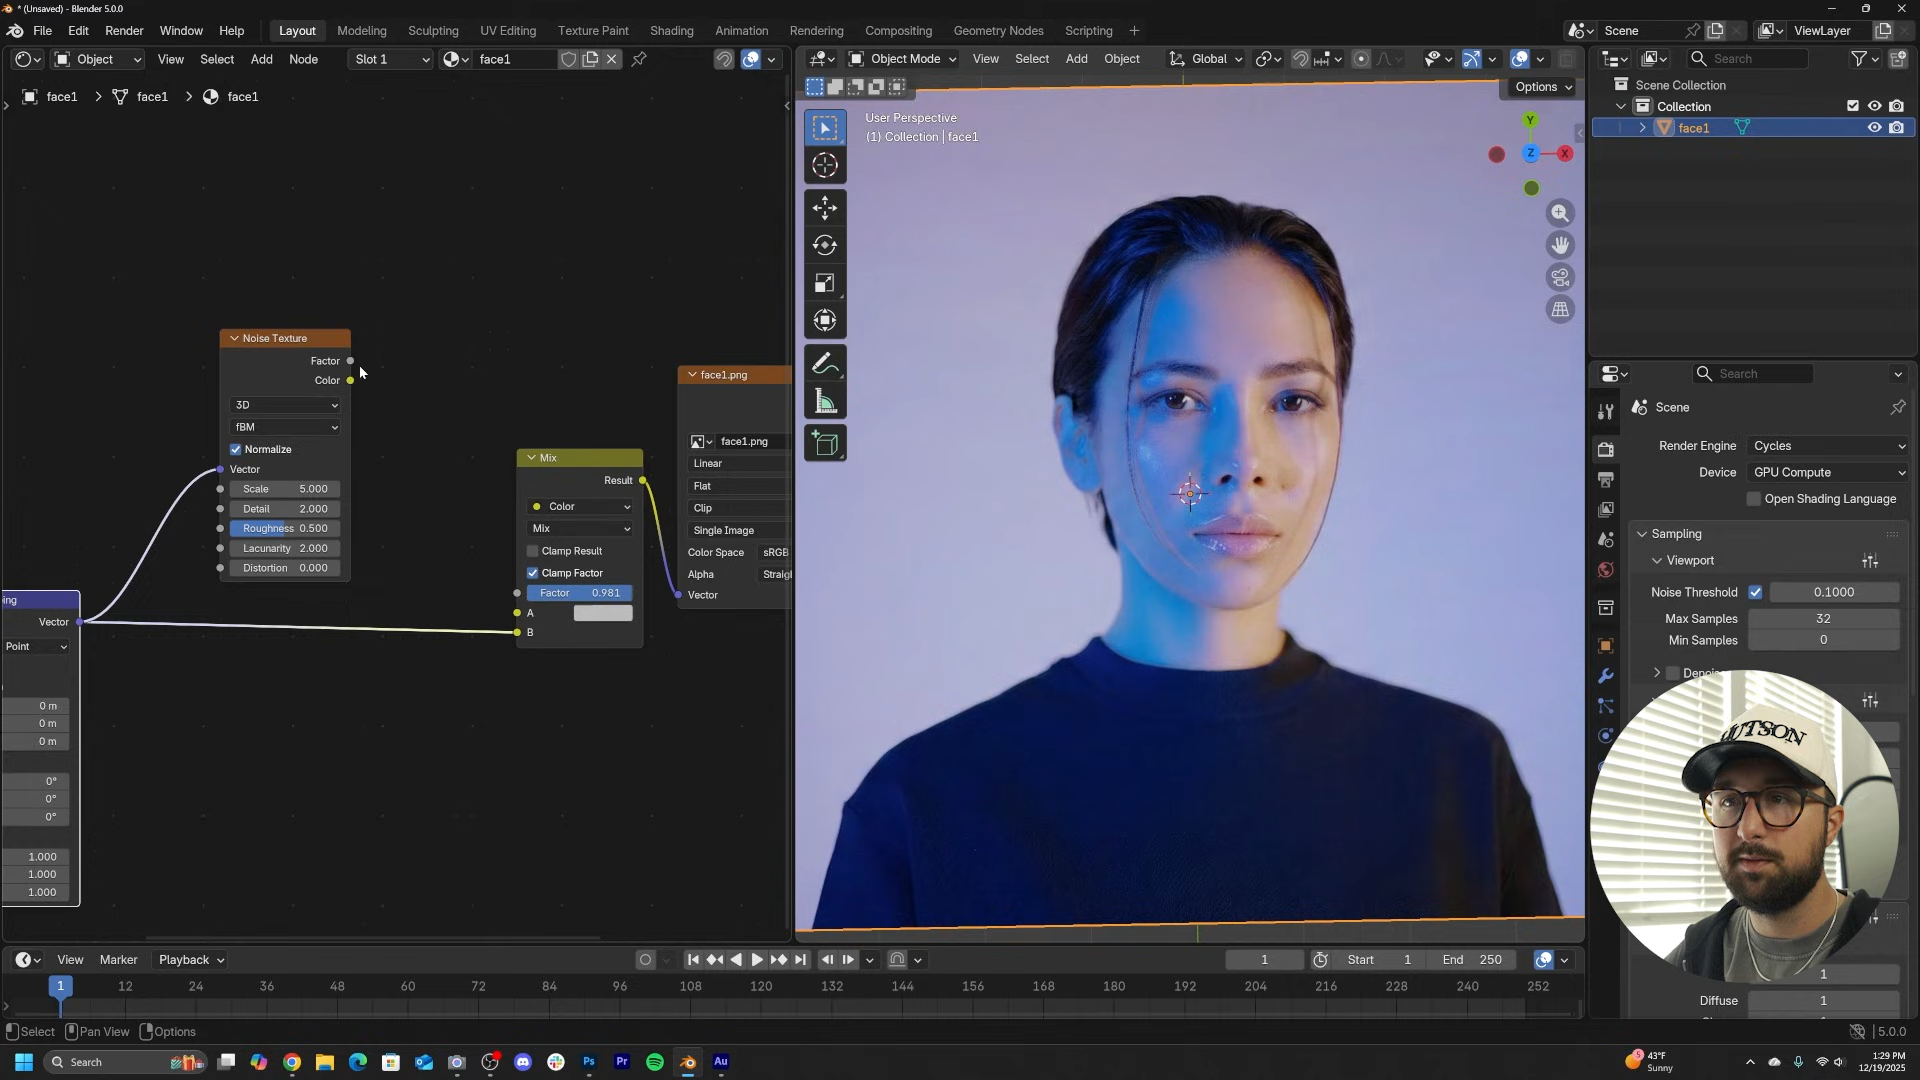 * (Unsaved) - Blender 5.0.0
File Edit Render Window Help Layout Modeling Sculpting UV Editing Texture Paint Shading Animation Rendering Compositing Geometry Nodes Scripting + Scene ViewLayer
Object View Select Add Node Slot 1 face1
Object Mode View Select Add Object Global
Search
face1 > face1 > face1
Options
User Perspective
(1) Collection | face1
Y
Z
X
Scene Collection
Collection
face1
Noise Texture
Factor
Color
3D
fBM
Normalize
Vector
Scale 5.000
Detail 2.000
Roughness 0.500
Lacunarity 2.000
Distortion 0.000
ing
Vector
Point
0 m
0 m
0 m
0°
0°
0°
1.000
1.000
1.000
Mix
Result
Color
Mix
Clamp Result
Clamp Factor
Factor 0.981
A
B
face1.png
face1.png
Linear
Flat
Clip
Single Image
Color Space sRGB
Alpha Straigh
Vector
Search
Scene
Render Engine Cycles
Device GPU Compute
Open Shading Language
Sampling
Viewport
Noise Threshold 0.1000
Max Samples 32
Min Samples 0
Denoi
1
Diffuse 1
View Marker Playback 1 Start 1 End 250
1 12 24 36 48 60 72 84 96 108 120 132 144 156 168 180 192 204 216 228 240 252
Select Pan View Options 5.0.0
Search
Ps
Pr
Au
5
43°F
Sunny
1:29 PM
12/19/2025